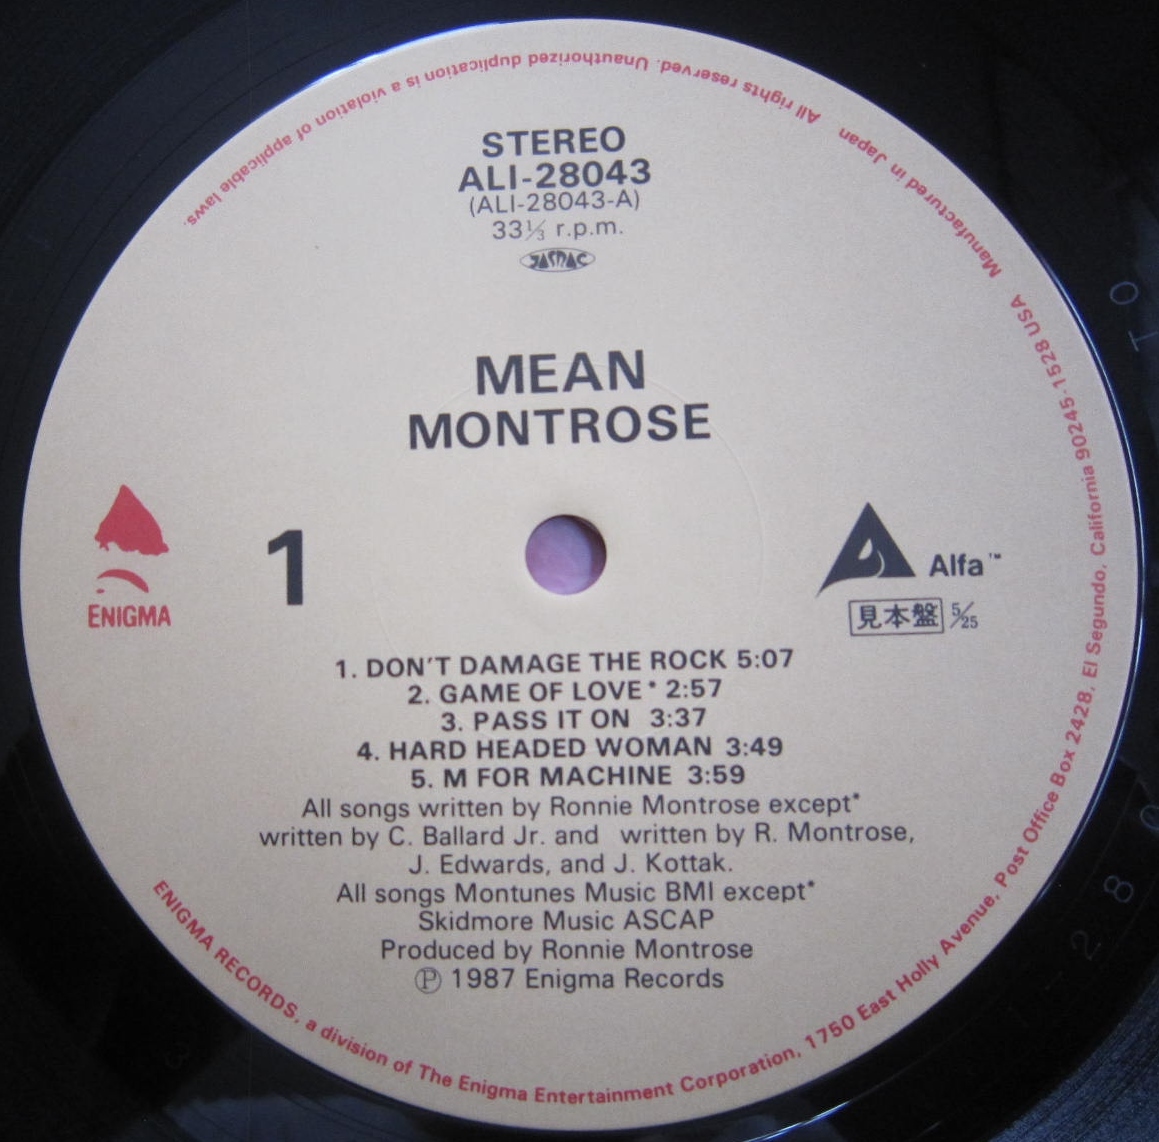 STEREO
ALI-28043
(ALI-28043-A)
33⅓ r.p.m.
JASRAC
MEAN
MONTROSE
ENIGMA
1
Alfa™
見本盤 5/25
1. DON'T DAMAGE THE ROCK 5:07
2. GAME OF LOVE* 2:57
3. PASS IT ON 3:37
4. HARD HEADED WOMAN 3:49
5. M FOR MACHINE 3:59
All songs written by Ronnie Montrose except*
written by C. Ballard Jr. and written by R. Montrose,
J. Edwards, and J. Kottak.
All songs Montunes Music BMI except*
Skidmore Music ASCAP
Produced by Ronnie Montrose
℗ 1987 Enigma Records
ENIGMA RECORDS, a division of The Enigma Entertainment Corporation, 1750 East Holly Avenue, Post Office Box 2428, El Segundo, California 90245-1528 USA Manufactured in Japan All rights reserved. Unauthorized duplication is a violation of applicable laws.